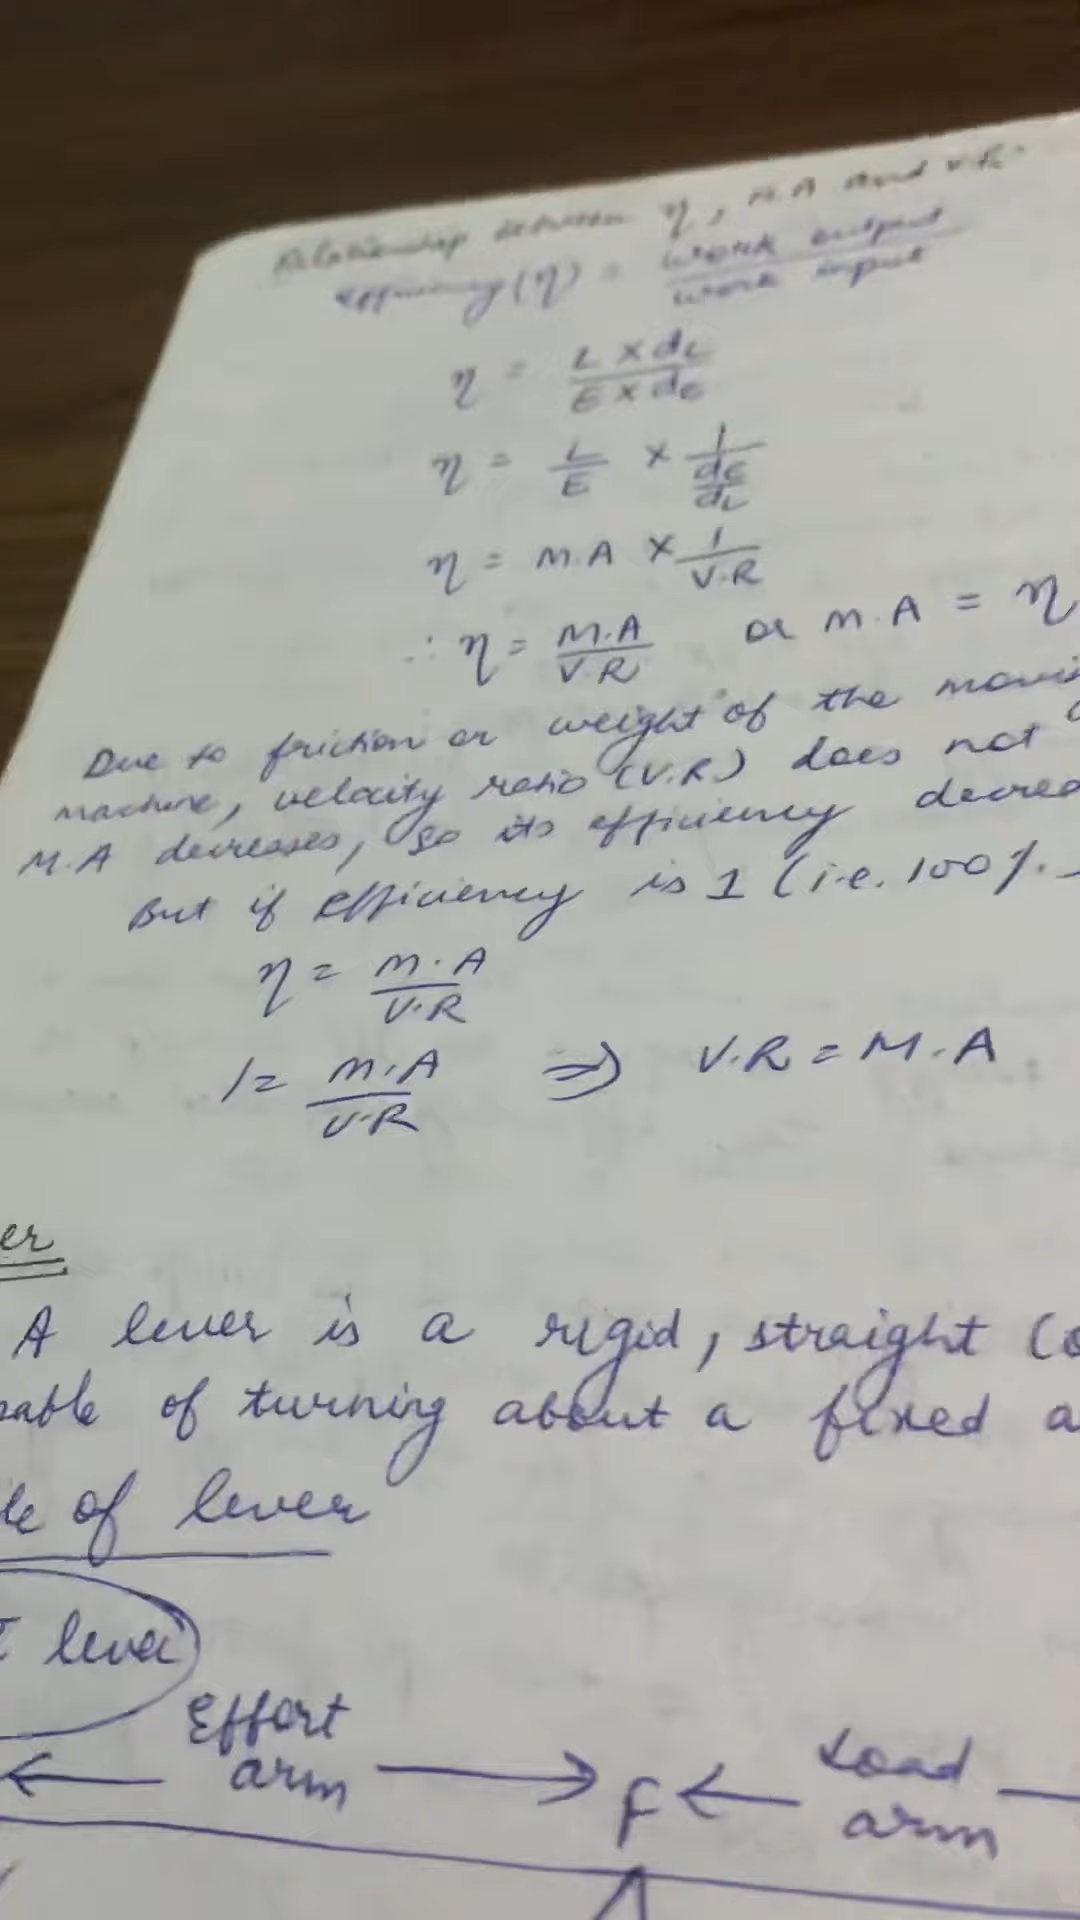 Relationship between η, M.A and V.R.
Efficiency (η) = work output / work input
η = L × dL / E × dE
η = L/E × 1 / (dE/dL)
η = M.A × 1/V.R
∴ η = M.A/V.R or M.A = η
Due to friction or weight of the movi
machine, velocity ratio (V.R) does not
M.A decreases, so its efficiency decrea
But if efficiency is 1 (i.e. 100%.
η = M.A/V.R
1 = M.A/V.R ⇒ V.R = M.A
er
A lever is a rigid, straight (o
pable of turning about a fixed a
le of lever
I lever
Effort arm
F
Load arm